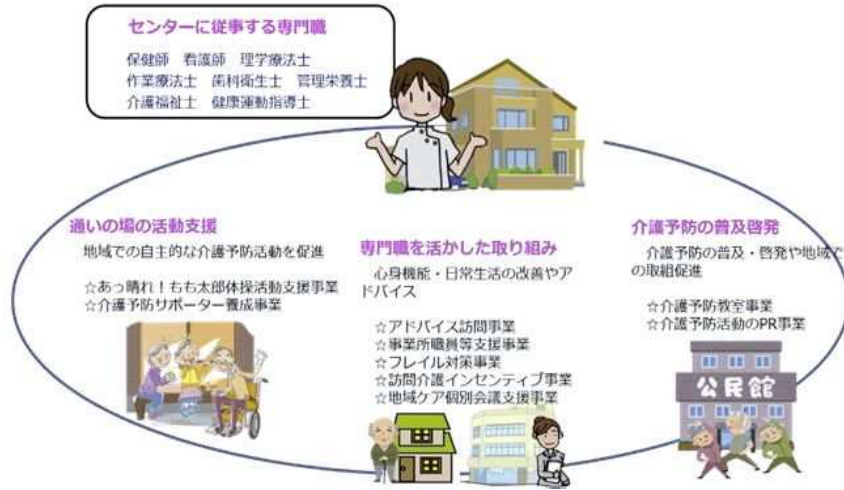 センターに従事する専門職
保健師 看護師 理学療法士
作業療法士 歯科衛生士 管理栄養士
介護福祉士 健康運動指導士
通いの場の活動支援
地域での自主的な介護予防活動を促進
☆あっ晴れ!もも太郎体操活動支援事業
☆介護予防サポーター養成事業
専門職を活かした取り組み
心身機能・日常生活の改善やア
ドバイス
☆アドバイス訪問事業
☆事業所職員等支援事業
☆フレイル対策事業
☆訪問介護インセンティブ事業
☆地域ケア個別会議支援事業
介護予防の普及啓発
介護予防の普及・啓発や地域で
の取組促進
☆介護予防教室事業
☆介護予防活動のPR事業
公民館